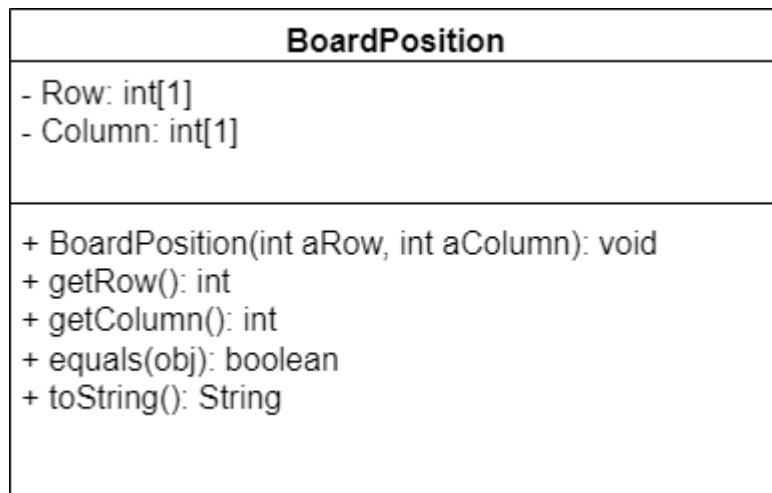 BoardPosition
- Row: int[1]
- Column: int[1]
+ BoardPosition(int aRow, int aColumn): void
+ getRow(): int
+ getColumn(): int
+ equals(obj): boolean
+ toString(): String